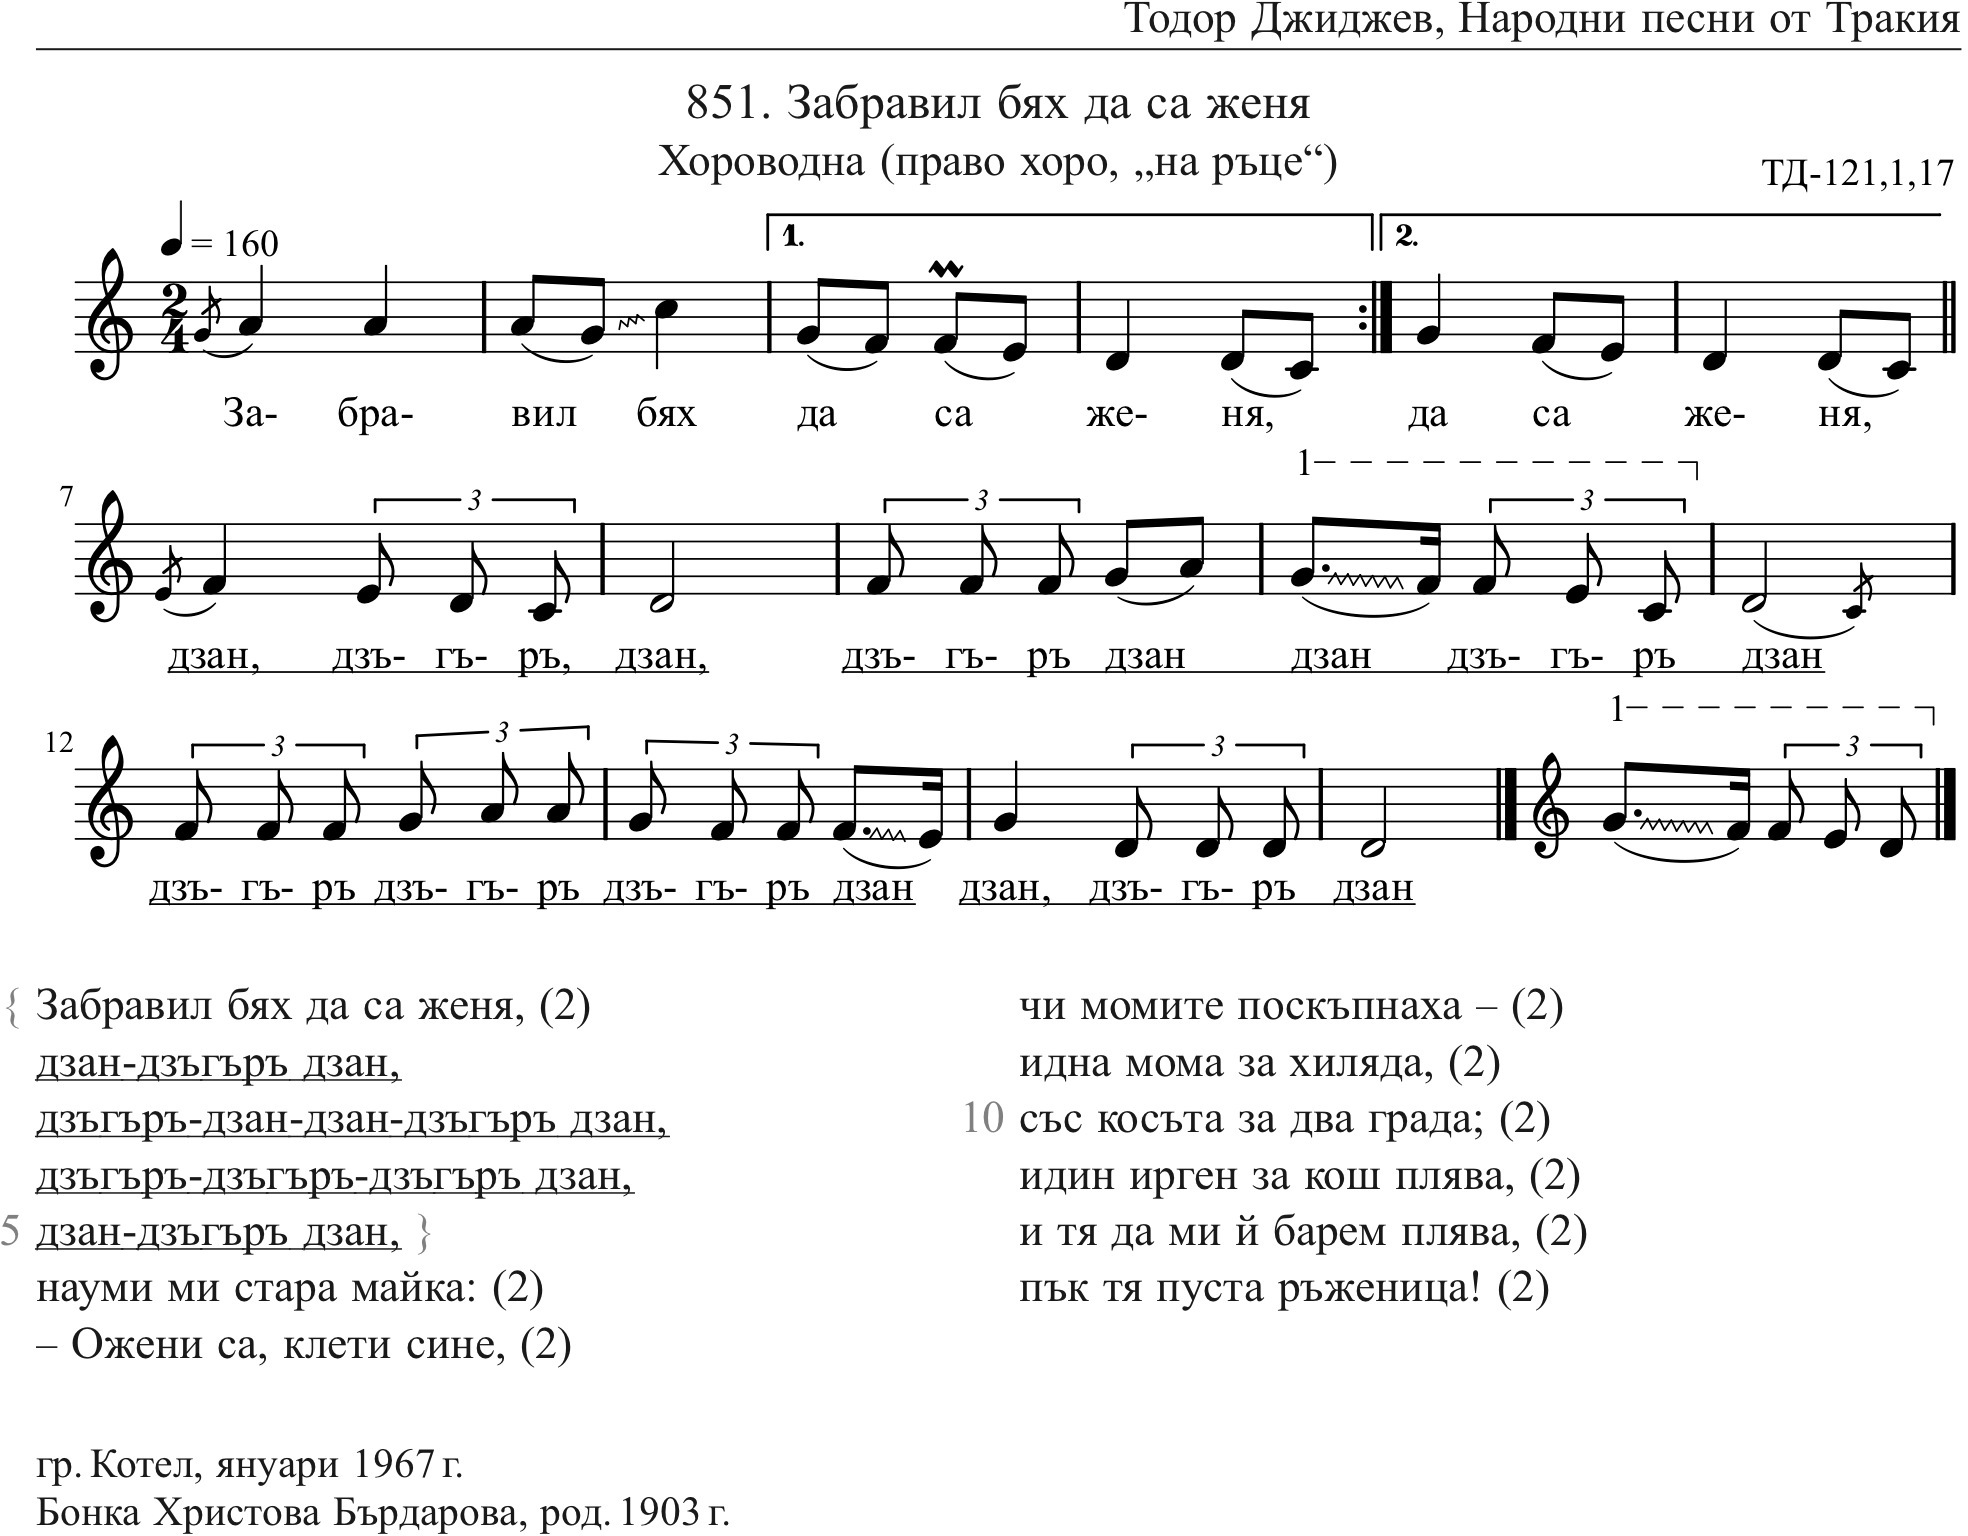 Тодор Джиджев, Народни песни от Тракия
851. Забравил бях да са женя
Хороводна (право хоро, „на ръце“)
ТД-121,1,17
= 160
1.
2.
2
4
За- бра- вил бях да са же- ня, да са же- ня,
1
7
3 3 3
дзан, дзъ- гъ- ръ, дзан, дзъ- гъ- ръ дзан дзан дзъ- гъ- ръ дзан
1
12
3 3 3 3 3
дзъ- гъ- ръ дзъ- гъ- ръ дзъ- гъ- ръ дзан дзан, дзъ- гъ- ръ дзан
{ Забравил бях да са женя, (2)
дзан-дзъгъръ дзан,
дзъгъръ-дзан-дзан-дзъгъръ дзан,
дзъгъръ-дзъгъръ-дзъгъръ дзан,
5 дзан-дзъгъръ дзан, }
науми ми стара майка: (2)
– Ожени са, клети сине, (2)
чи момите поскъпнаха – (2)
идна мома за хиляда, (2)
10 със косъта за два града; (2)
идин ирген за кош плява, (2)
и тя да ми й барем плява, (2)
пък тя пуста ръженица! (2)
гр. Котел, януари 1967 г.
Бонка Христова Бърдарова, род. 1903 г.